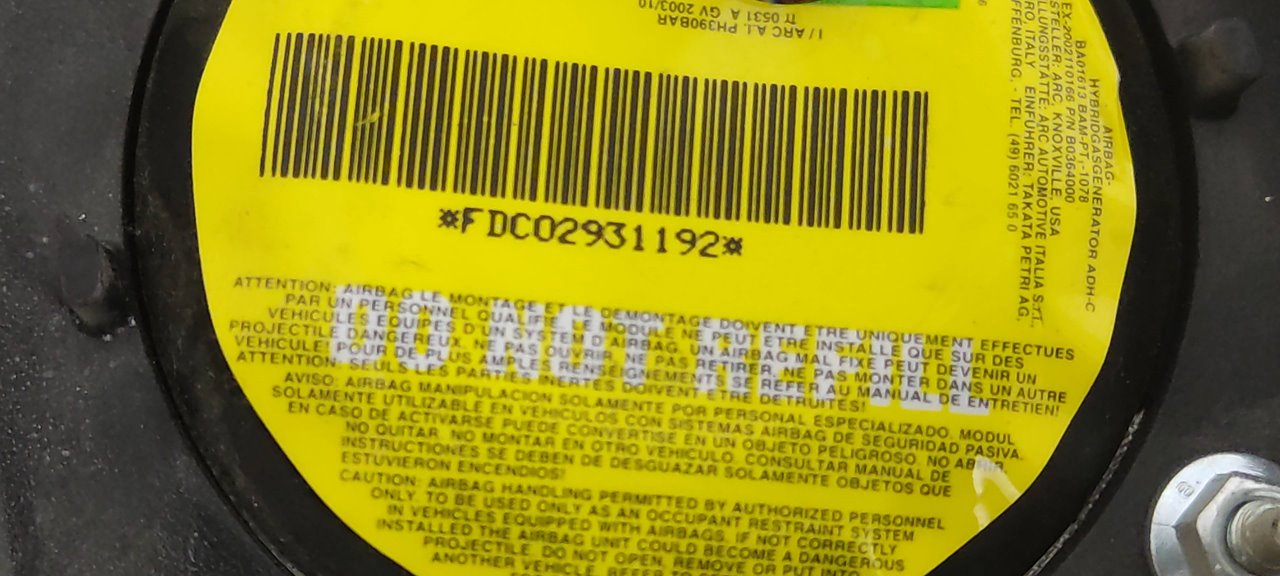 I / ARC A.I. PH390BAR
Tf 0531 A GV 2003/10
AIRBAG-
HYBRIDGASGENERATOR ADH-C
BA01613 BAM-PT,-1078
EX-2002110166 P/N B0364000
STELLER: ARC, KNOXVILLE, USA
LLUNGSSTÄTTE: ARC AUTOMOTIVE ITALIA S.r.l.
RO, ITALY EINFÜHRER: TAKATA PETRI AG,
FFENBURG, - TEL. (49) 6021 65 0
*FDC02931192*
ATTENTION: AIRBAG LE MONTAGE ET LE DEMONTAGE DOIVENT ETRE UNIQUEMENT EFFECTUES
PAR UN PERSONNEL QUALIFIE. LE MODULE NE PEUT ETRE INSTALLE QUE SUR DES
VEHICULES EQUIPES D'UN SYSTEM D'AIRBAG. UN AIRBAG MAL FIXE PEUT DEVENIR UN
PROJECTILE DANGEREUX. NE PAS OUVRIR. NE PAS RETIRER. NE PAS MONTER DANS UN AUTRE
VEHICULE! POUR DE PLUS AMPLES RENSEIGNEMENTS SE REFER AU MANUAL DE ENTRETIEN!
ATTENTION: SEULS LES PARTIES INERTES DOIVENT ETRE DETRUITES!
DO NOT
AVISO: AIRBAG MANIPULACION SOLAMENTE POR PERSONAL ESPECIALIZADO. MODUL
SOLAMENTE UTILIZABLE EN VEHICULOS CON SISTEMAS AIRBAG DE SEGURIDAD PASIVA.
EN CASO DE ACTIVARSE PUEDE CONVERTISE EN UN OBJETO PELIGROSO. NO ABRIR
NO QUITAR. NO MONTAR EN OTRO VEHICULO. CONSULTAR MANUAL DE
INSTRUCTIONES SE DEBEN DE DESGUAZAR SOLAMENTE OBJETOS QUE
ESTUVIERON ENCENDIOS!
CAUTION: AIRBAG HANDLING PERMITTED BY AUTHORIZED PERSONNEL
ONLY. TO BE USED ONLY AS AN OCCUPANT RESTRAINT SYSTEM
IN VEHICLES EQUIPPED WITH AIRBAGS. IF NOT CORRECTLY
INSTALLED THE AIRBAG UNIT COULD BECOME A DANGEROUS
PROJECTILE. DO NOT OPEN, REMOVE OR PUT INTO
ANOTHER VEHICLE. REFER TO